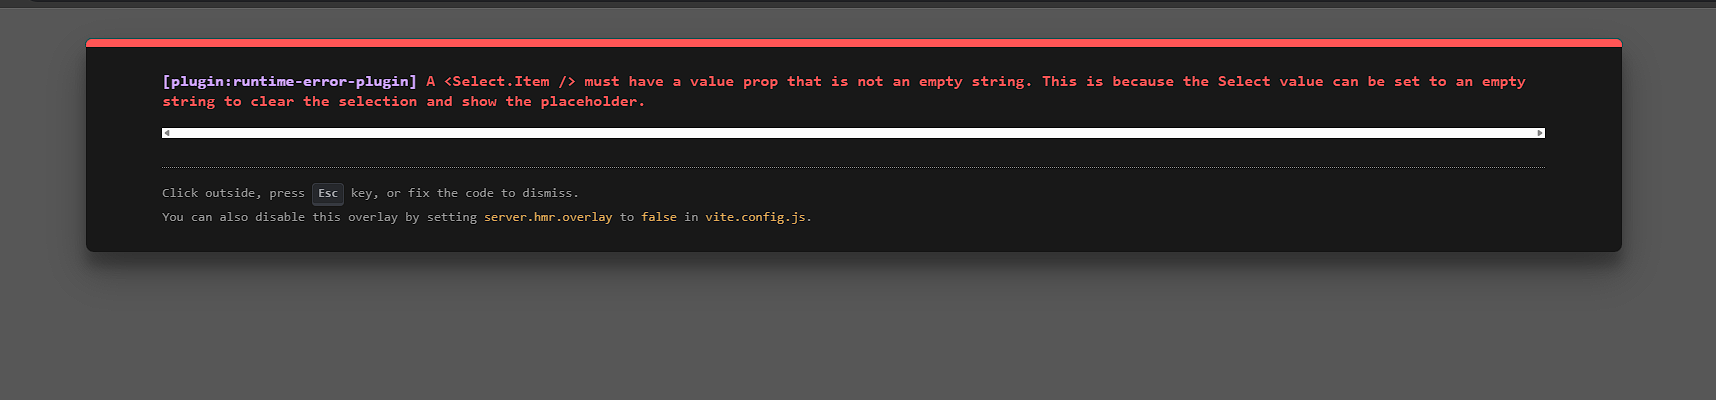 [plugin:runtime-error-plugin] A <Select.Item /> must have a value prop that is not an empty string. This is because the Select value can be set to an empty
string to clear the selection and show the placeholder.
Click outside, press Esc key, or fix the code to dismiss.
You can also disable this overlay by setting server.hmr.overlay to false in vite.config.js.